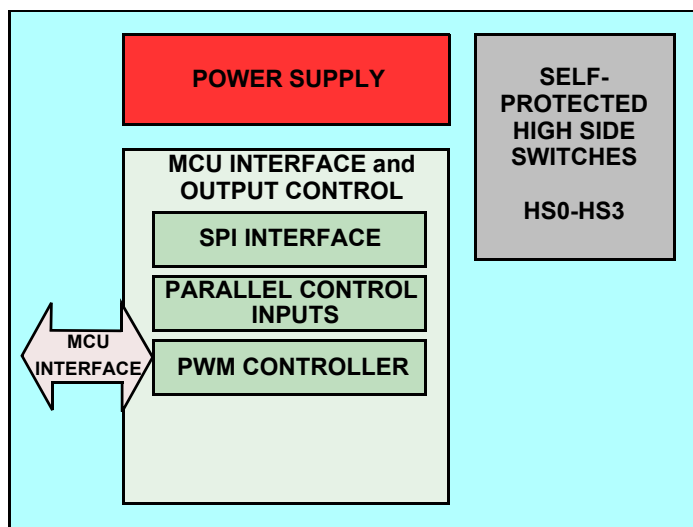 POWER SUPPLY
SELF-
PROTECTED
HIGH SIDE
SWITCHES
HS0-HS3
MCU INTERFACE and
OUTPUT CONTROL
SPI INTERFACE
PARALLEL CONTROL
INPUTS
PWM CONTROLLER
MCU
INTERFACE